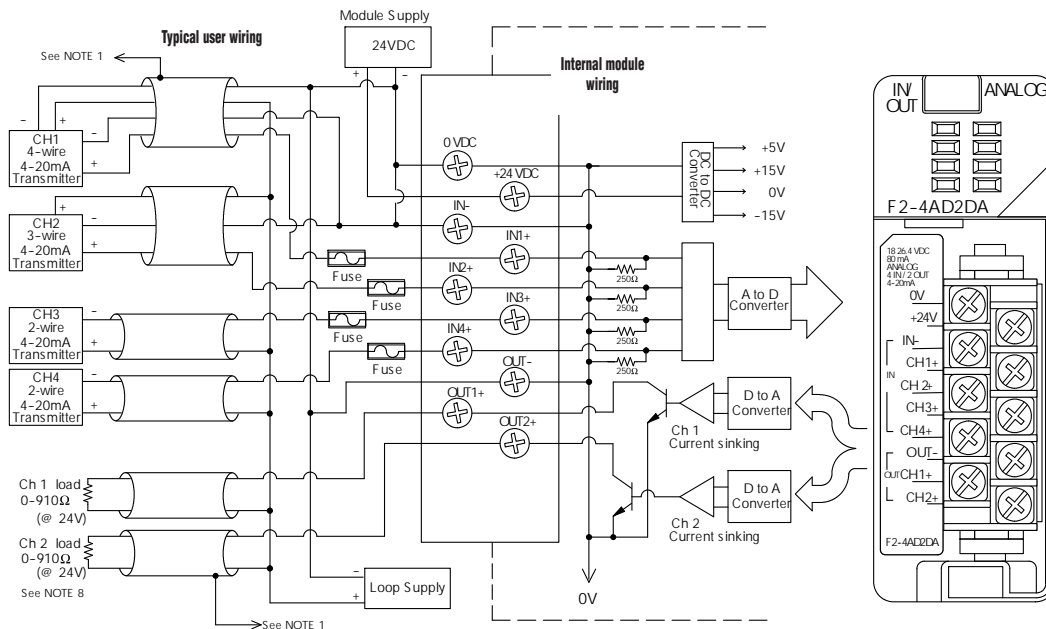 Module Supply
24VDC
+ -
Typical user wiring
Internal module
wiring
See NOTE 1
- +
CH1
4-wire
4-20mA
Transmitter
-
+
CH2
3-wire
4-20mA
Transmitter
+
-
+
CH3
2-wire
4-20mA
Transmitter
-
+
CH4
2-wire
4-20mA
Transmitter
-
+
Fuse
Fuse
Fuse
Fuse
0 VDC
+24 VDC
IN-
IN1+
IN2+
IN3+
IN4+
OUT-
OUT1+
OUT2+
250Ω
250Ω
250Ω
250Ω
DC to DC
Converter
+5V
+15V
0V
-15V
A to D
Converter
D to A
Converter
Ch 1
Current sinking
D to A
Converter
Ch 2
Current sinking
0V
Ch 1 load
0-910Ω
(@ 24V)
Ch 2 load
0-910Ω
(@ 24V)
See NOTE 8
-
+
Loop Supply
See NOTE 1
IN/
OUT
ANALOG
F2-4AD2DA
18 26.4 VDC
80 mA
ANALOG
4 IN / 2 OUT
4-20mA
0V
+24V
IN-
CH1+
IN
CH2+
CH3+
CH4+
OUT-
OUT
CH1+
CH2+
F2-4AD2DA